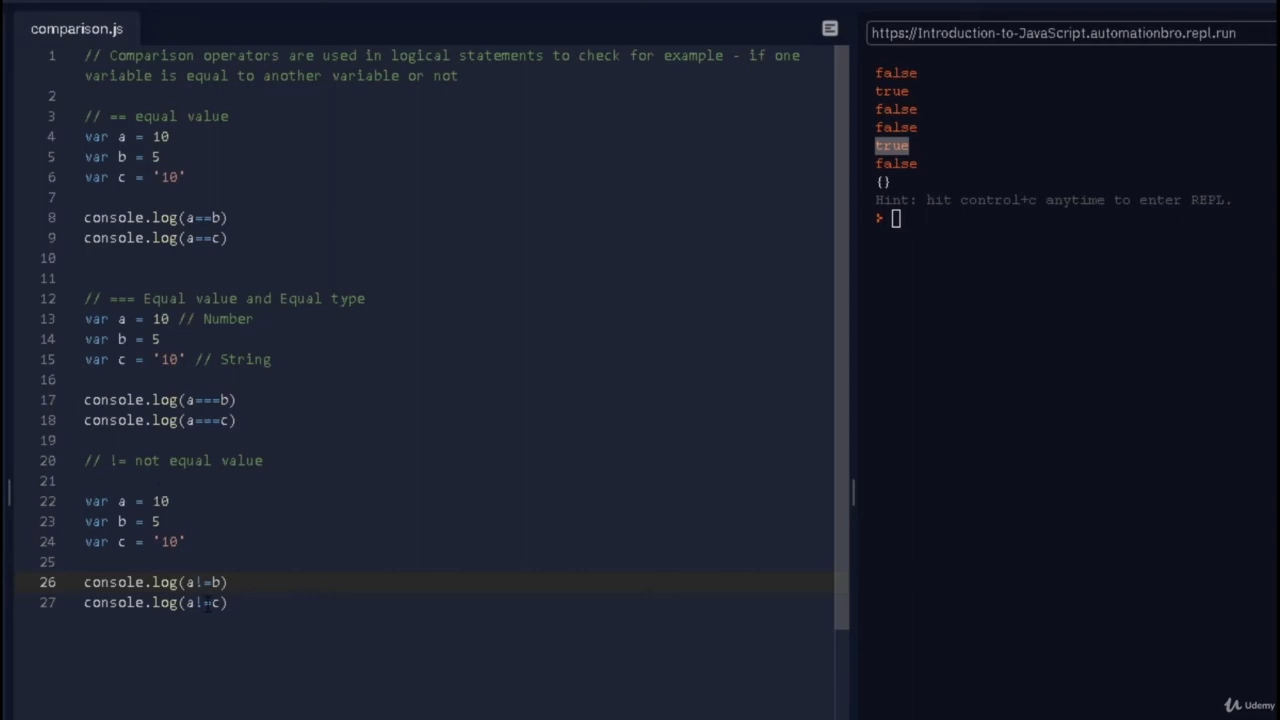 comparison.js
1 // Comparison operators are used in logical statements to check for example - if one
variable is equal to another variable or not
2
3 // == equal value
4 var a = 10
5 var b = 5
6 var c = '10'
7
8 console.log(a==b)
9 console.log(a==c)
10
11
12 // === Equal value and Equal type
13 var a = 10 // Number
14 var b = 5
15 var c = '10' // String
16
17 console.log(a===b)
18 console.log(a===c)
19
20 // != not equal value
21
22 var a = 10
23 var b = 5
24 var c = '10'
25
26 console.log(a!=b)
27 console.log(a!=c)
https://Introduction-to-JavaScript.automationbro.repl.run
false
true
false
false
true
false
{}
Hint: hit control+c anytime to enter REPL.
>
Udemy